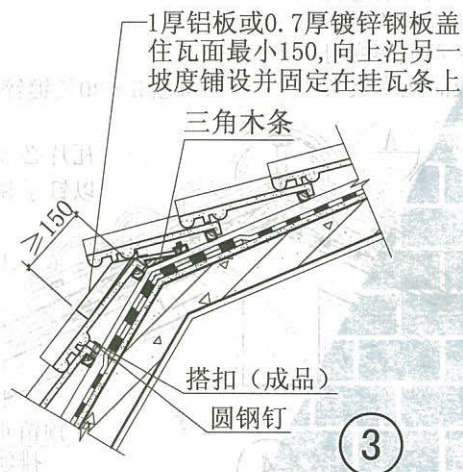 1厚铝板或0.7厚镀锌钢板盖
住瓦面最小150,向上沿另一
坡度铺设并固定在挂瓦条上
三角木条
≥150
搭扣（成品）
圆钢钉
3